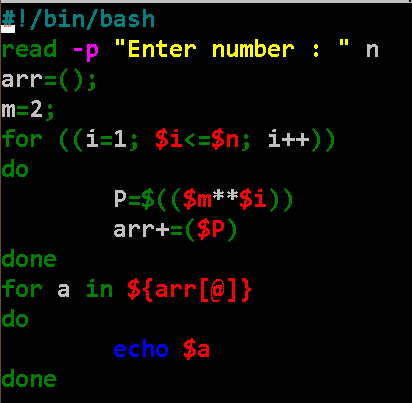 #!/bin/bash
read -p "Enter number : " n
arr=();
m=2;
for ((i=1; $i<=$n; i++))
do
        P=$(($m**$i))
        arr+=($P)
done
for a in ${arr[@]}
do
        echo $a
done